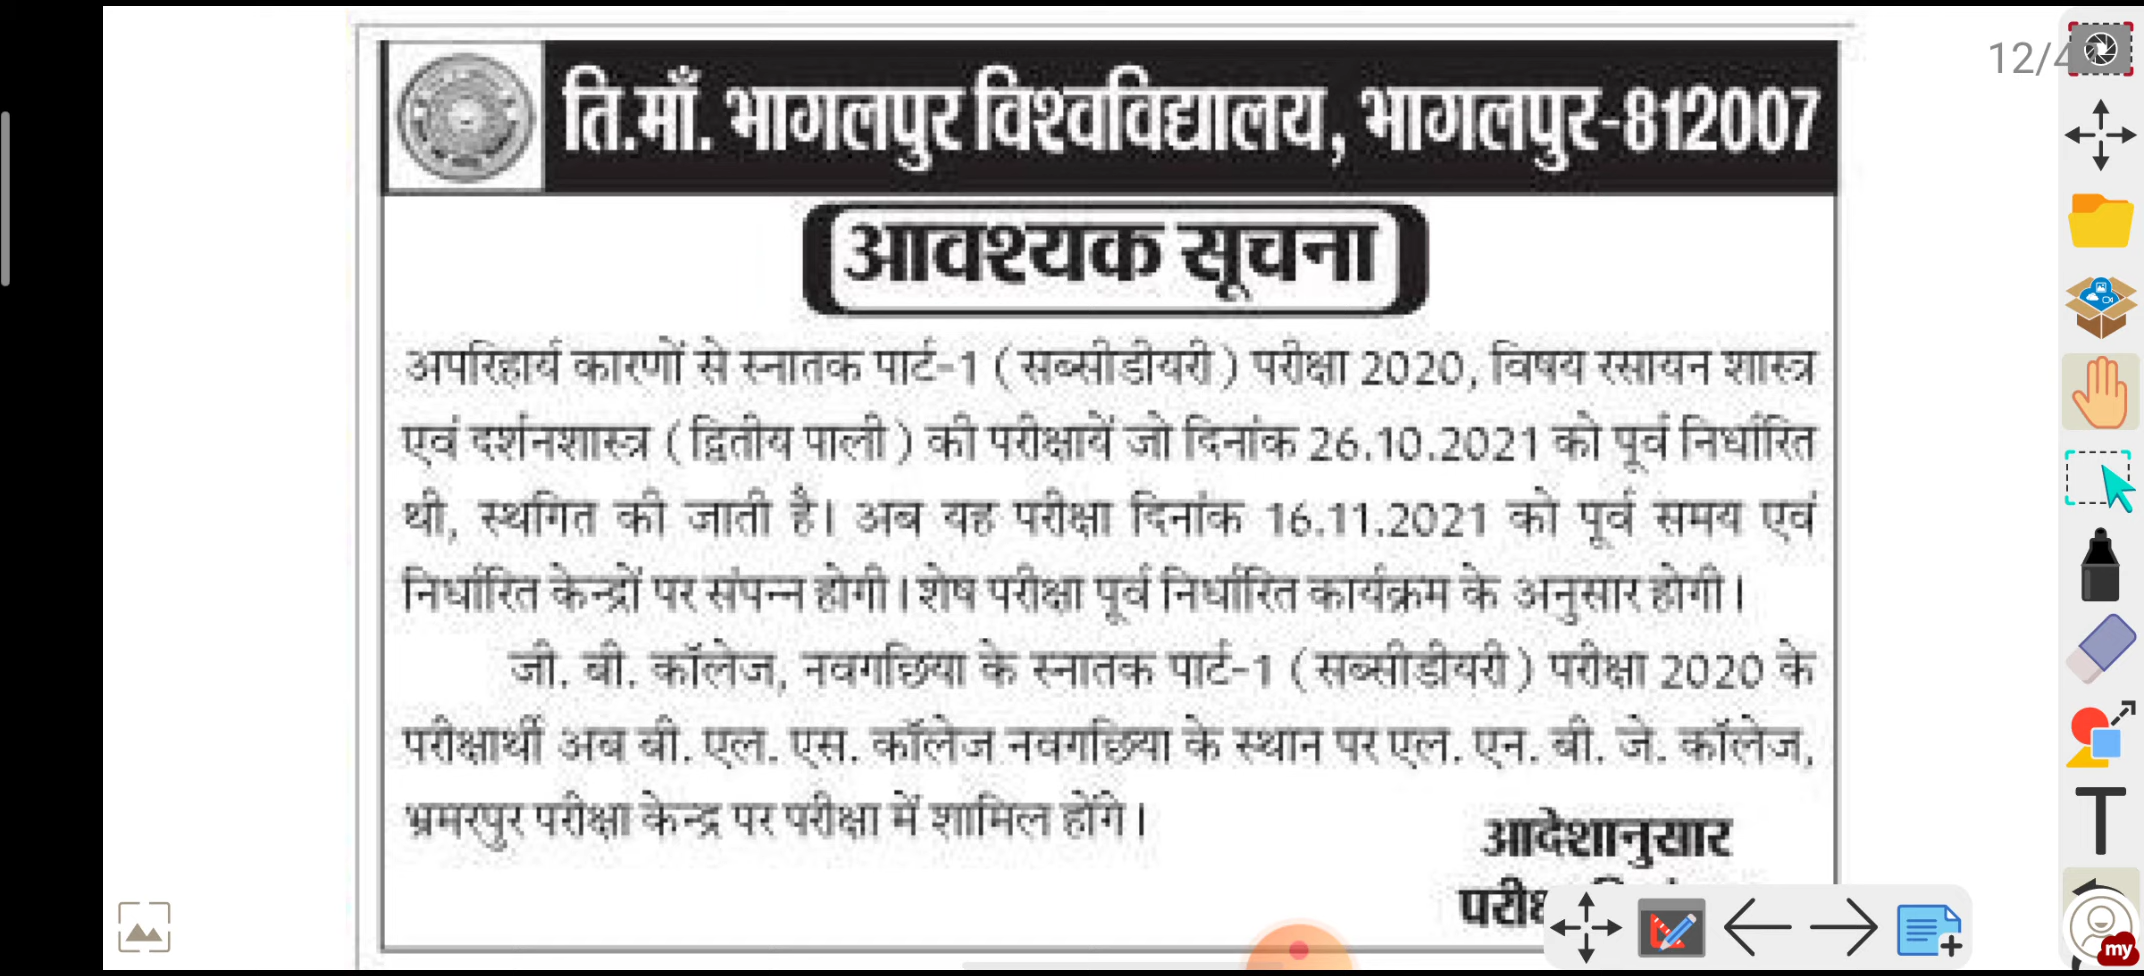 ति.माँ. भागलपुर विश्वविद्यालय, भागलपुर-812007
12/4
आवश्यक सूचना
अपरिहार्य कारणों से स्नातक पार्ट-1 (सब्सीडीयरी) परीक्षा 2020, विषय रसायन शास्त्र
एवं दर्शनशास्त्र (द्वितीय पाली) की परीक्षायें जो दिनांक 26.10.2021 को पूर्व निर्धारित
थी, स्थगित की जाती है। अब यह परीक्षा दिनांक 16.11.2021 को पूर्व समय एवं
निर्धारित केन्द्रों पर संपन्न होगी। शेष परीक्षा पूर्व निर्धारित कार्यक्रम के अनुसार होगी।
जी. बी. कॉलेज, नवगछिया के स्नातक पार्ट-1 (सब्सीडीयरी) परीक्षा 2020 के
परीक्षार्थी अब बी. एल. एस. कॉलेज नवगछिया के स्थान पर एल. एन. बी. जे. कॉलेज,
भ्रमरपुर परीक्षा केन्द्र पर परीक्षा में शामिल होंगे।
आदेशानुसार
T
my